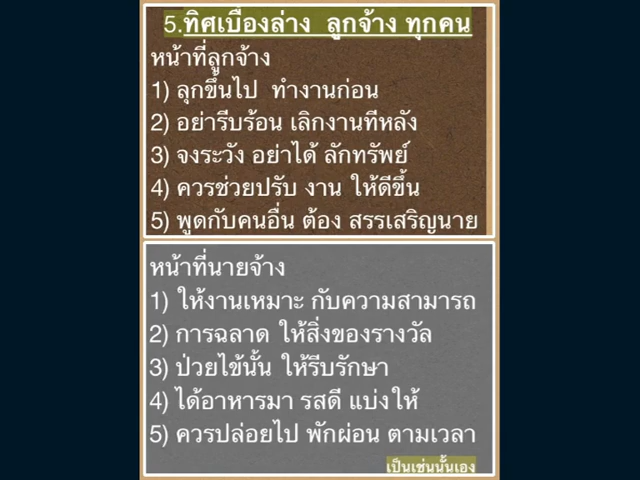 5.ทิศเบื้องล่าง ลูกจ้าง ทุกคน
หน้าที่ลูกจ้าง
1) ลุกขึ้นไป ทำงานก่อน
2) อย่ารีบร้อน เลิกงานทีหลัง
3) จงระวัง อย่าได้ ลักทรัพย์
4) ควรช่วยปรับ งาน ให้ดีขึ้น
5) พูดกับคนอื่น ต้อง สรรเสริญนาย
หน้าที่นายจ้าง
1) ให้งานเหมาะ กับความสามารถ
2) การฉลาด ให้สิ่งของรางวัล
3) ป่วยไข้นั้น ให้รีบรักษา
4) ได้อาหารมา รสดี แบ่งให้
5) ควรปล่อยไป พักผ่อน ตามเวลา
เป็นเช่นนั้นเอง